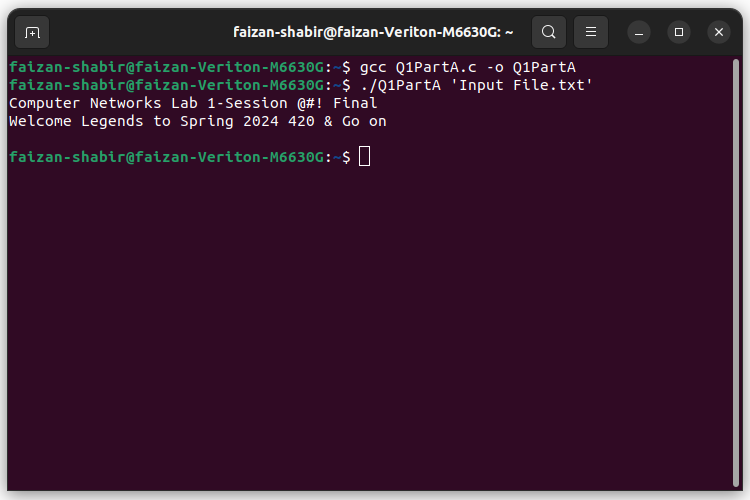 faizan-shabir@faizan-Veriton-M6630G: ~
faizan-shabir@faizan-Veriton-M6630G:~$ gcc Q1PartA.c -o Q1PartA
faizan-shabir@faizan-Veriton-M6630G:~$ ./Q1PartA 'Input File.txt'
Computer Networks Lab 1-Session @#! Final
Welcome Legends to Spring 2024 420 & Go on
faizan-shabir@faizan-Veriton-M6630G:~$